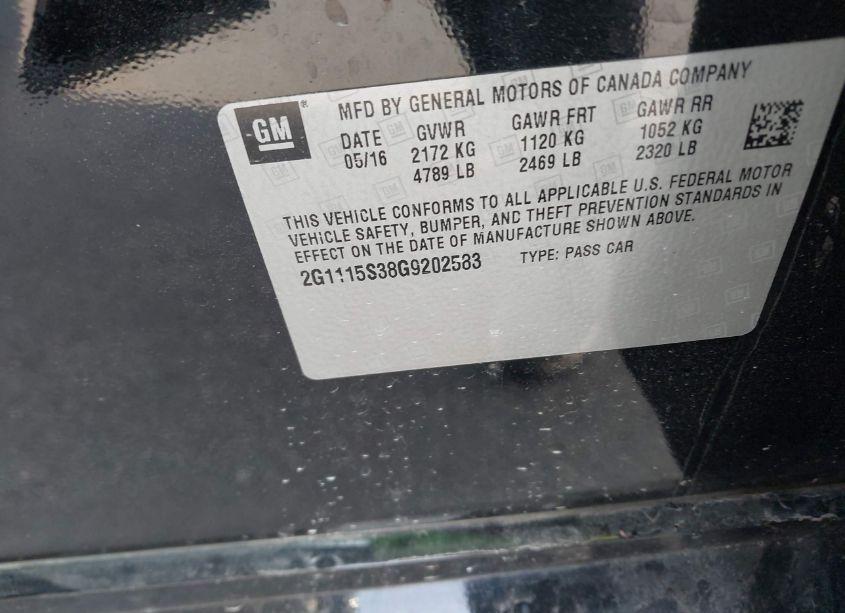 GM
MFD BY GENERAL MOTORS OF CANADA COMPANY
DATE GVWR GAWR FRT GAWR RR
05/16 2172 KG 1120 KG 1052 KG
4789 LB 2469 LB 2320 LB
THIS VEHICLE CONFORMS TO ALL APPLICABLE U.S. FEDERAL MOTOR
VEHICLE SAFETY, BUMPER, AND THEFT PREVENTION STANDARDS IN
EFFECT ON THE DATE OF MANUFACTURE SHOWN ABOVE.
2G1115S38G9202583 TYPE: PASS CAR